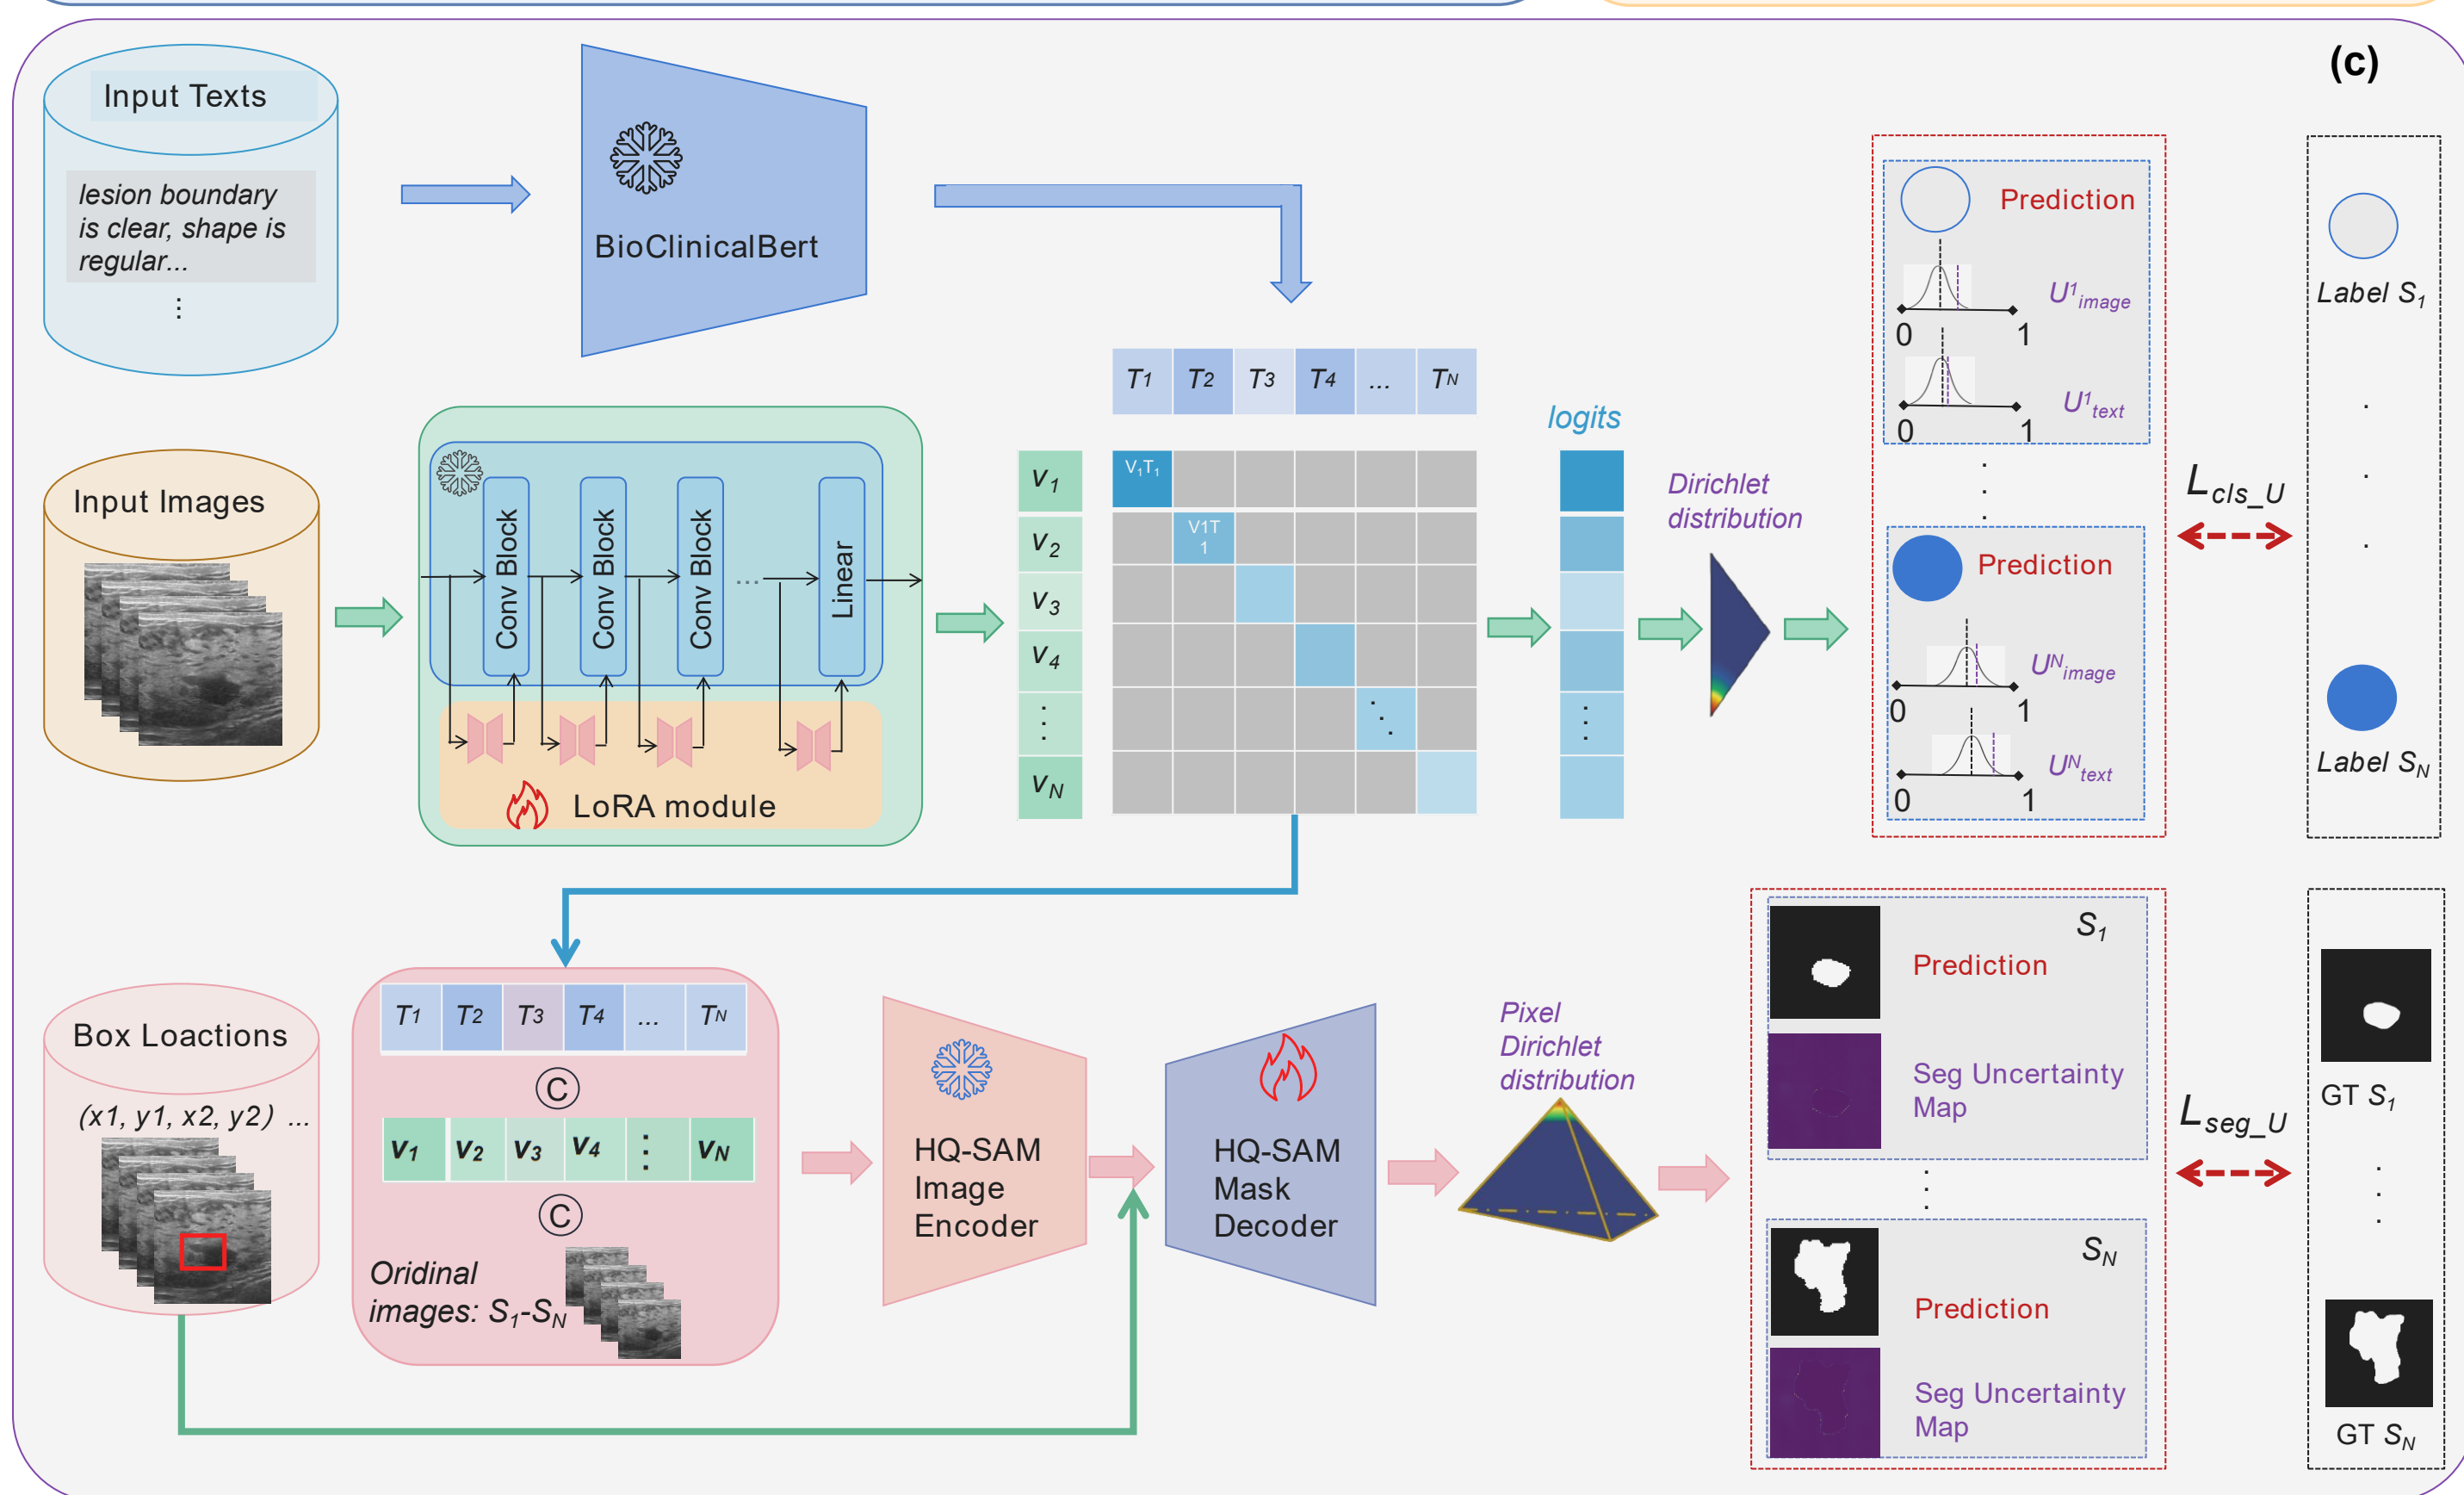 (c)
Input Texts
lesion boundary
is clear, shape is
regular...
⋮
BioClinicalBert
Input Images
Conv Block
Conv Block
Conv Block
...
Linear
LoRA module
T1 T2 T3 T4 ... TN
v1
v2
v3
v4
⋮
vN
V1T1
V1T
1
⋱
logits
⋮
Dirichlet
distribution
Prediction
U1image
0 1
U1text
0 1
Prediction
UNimage
0 1
UNtext
0 1
Lcls_U
Label S1
Label SN
Box Loactions
(x1, y1, x2, y2) ...
T1 T2 T3 T4 ... TN
C
v1 v2 v3 v4 ⋮ vN
C
Oridinal
images: S1-SN
HQ-SAM
Image
Encoder
HQ-SAM
Mask
Decoder
Pixel
Dirichlet
distribution
S1
Prediction
Seg Uncertainty
Map
SN
Prediction
Seg Uncertainty
Map
Lseg_U
GT S1
GT SN